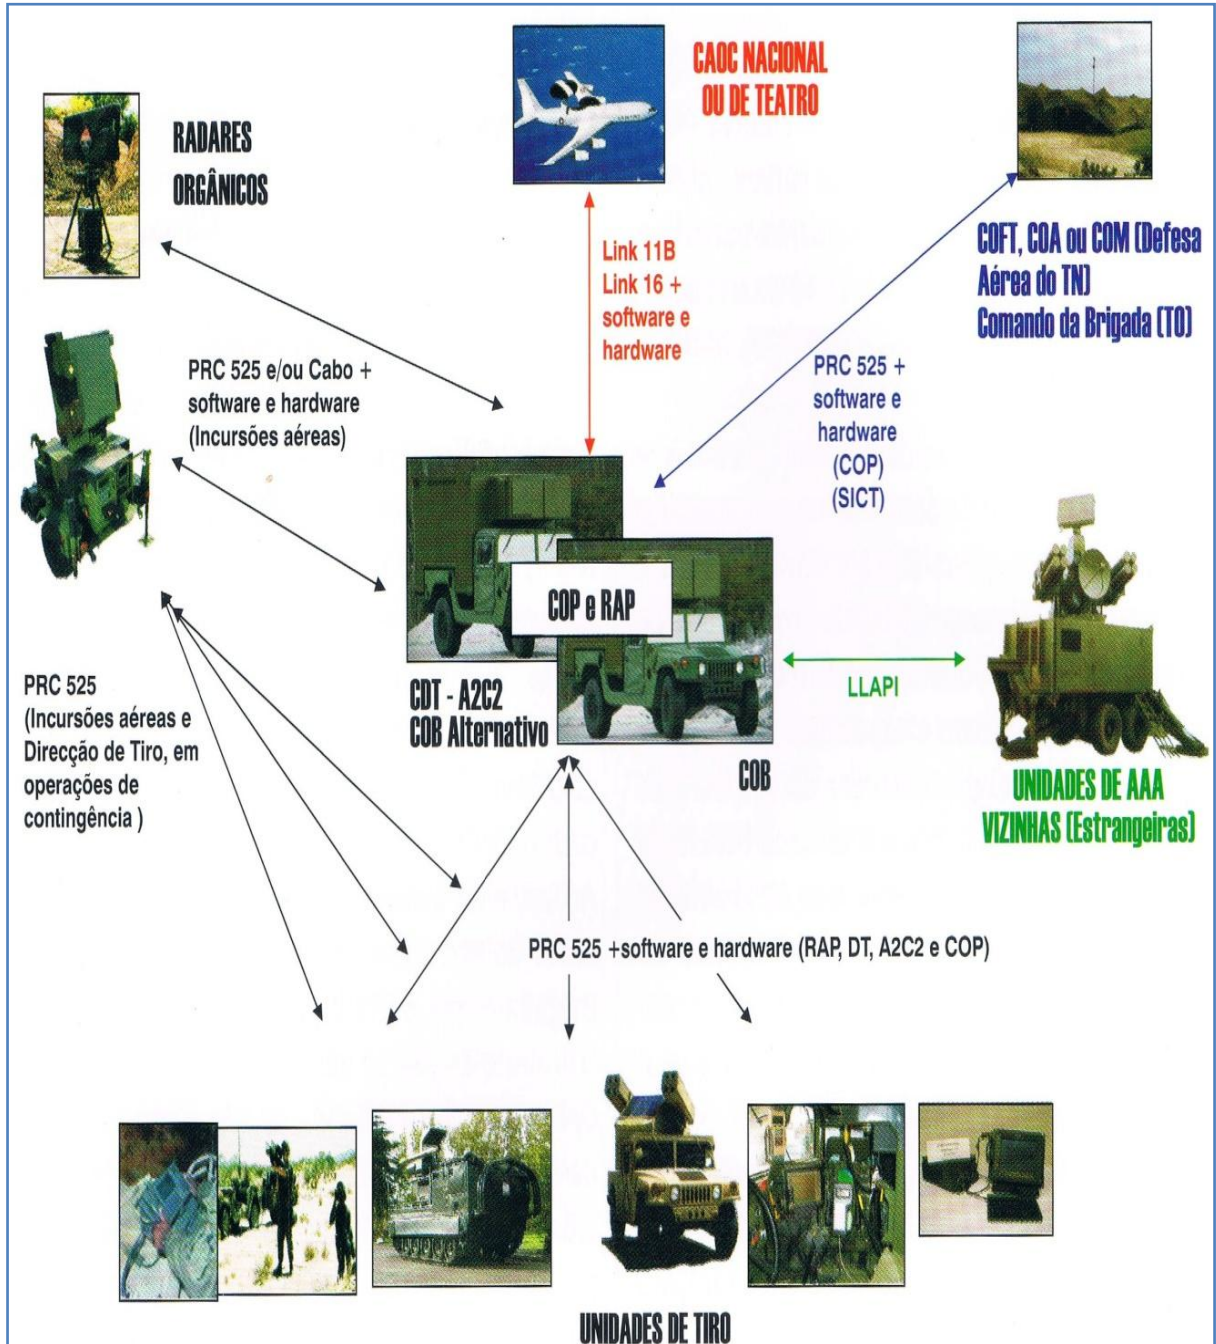 CAOC NACIONAL
OU DE TEATRO
RADARES
ORGÂNICOS
Link 11B
Link 16 +
software e
hardware
COFT, COA ou COM (Defesa
Aérea do TN)
Comando da Brigada (TO)
PRC 525 e/ou Cabo +
software e hardware
(Incursões aéreas)
PRC 525 +
software e
hardware
(COP)
(SICT)
COP e RAP
PRC 525
(Incursões aéreas e
Direcção de Tiro, em
operações de
contingência )
CDT - A2C2
COB Alternativo
COB
LLAPI
UNIDADES DE AAA
VIZINHAS (Estrangeiras)
PRC 525 +software e hardware (RAP, DT, A2C2 e COP)
UNIDADES DE TIRO